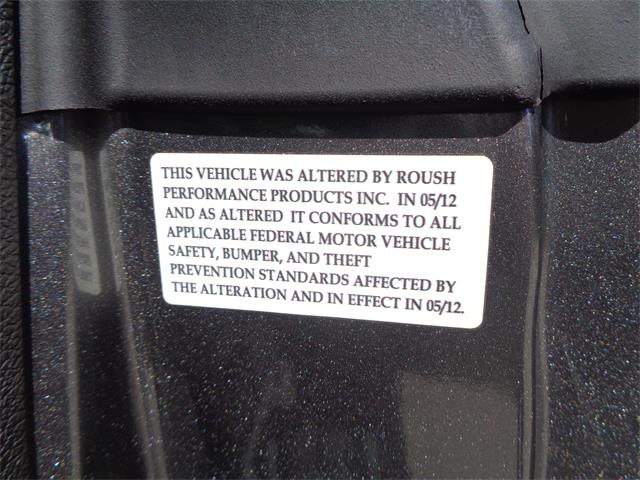 THIS VEHICLE WAS ALTERED BY ROUSH
PERFORMANCE PRODUCTS INC. IN 05/12
AND AS ALTERED IT CONFORMS TO ALL
APPLICABLE FEDERAL MOTOR VEHICLE
SAFETY, BUMPER, AND THEFT
PREVENTION STANDARDS AFFECTED BY
THE ALTERATION AND IN EFFECT IN 05/12.